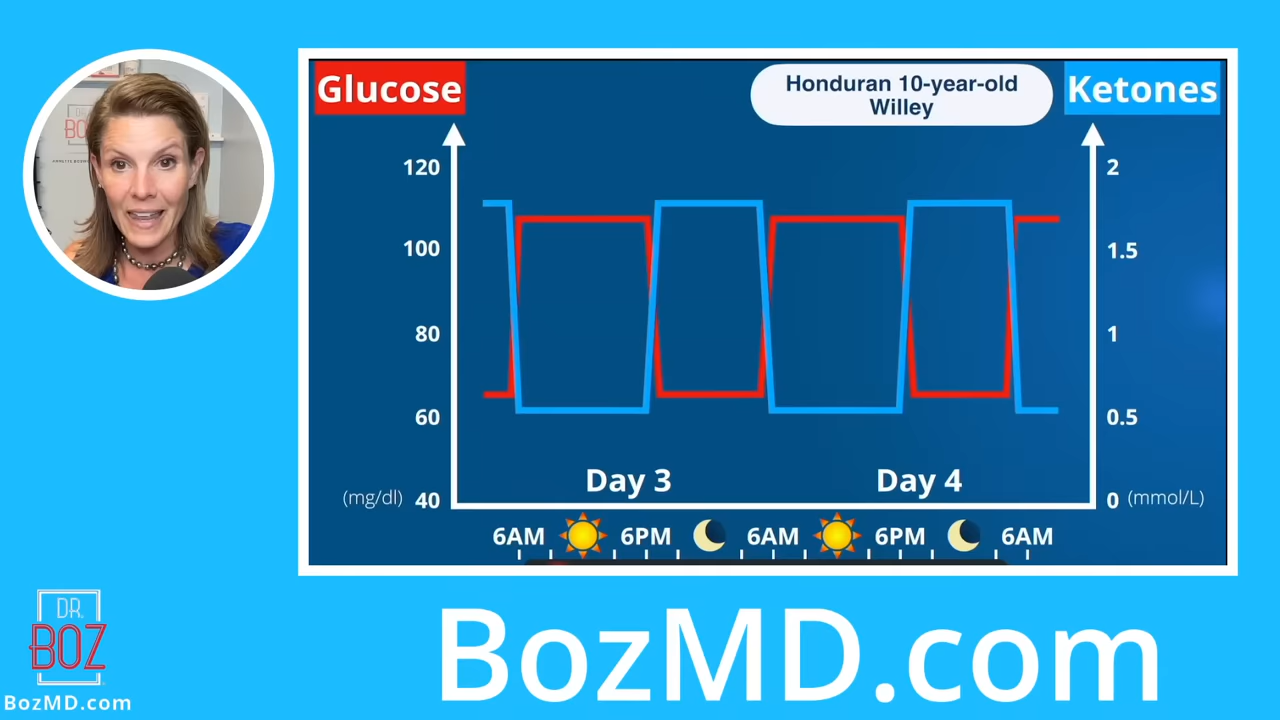 Glucose
Honduran 10-year-old
Willey
Ketones
120
100
80
60
(mg/dl) 40
2
1.5
1
0.5
0 (mmol/L)
Day 3
Day 4
6AM
6PM
6AM
6PM
6AM
DR.
BOZ
BozMD.com
BozMD.com